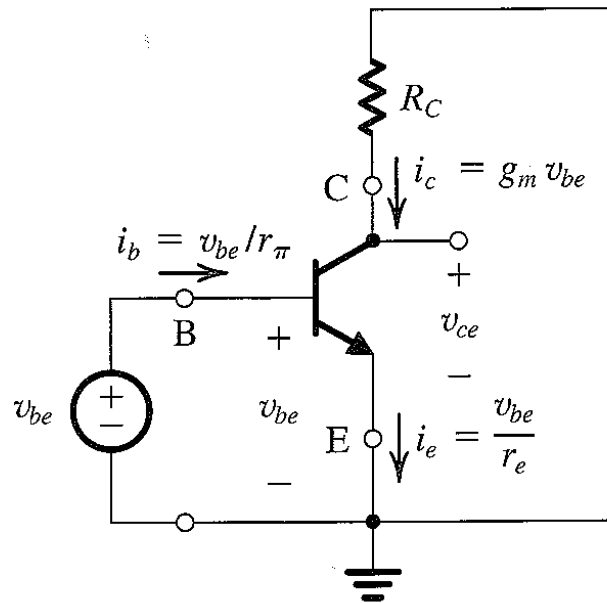 R_C
C
i_c = g_m v_be
i_b = v_be/r_π
B
+
−
v_be
+
v_be
−
+
v_ce
−
E
i_e = v_be/r_e